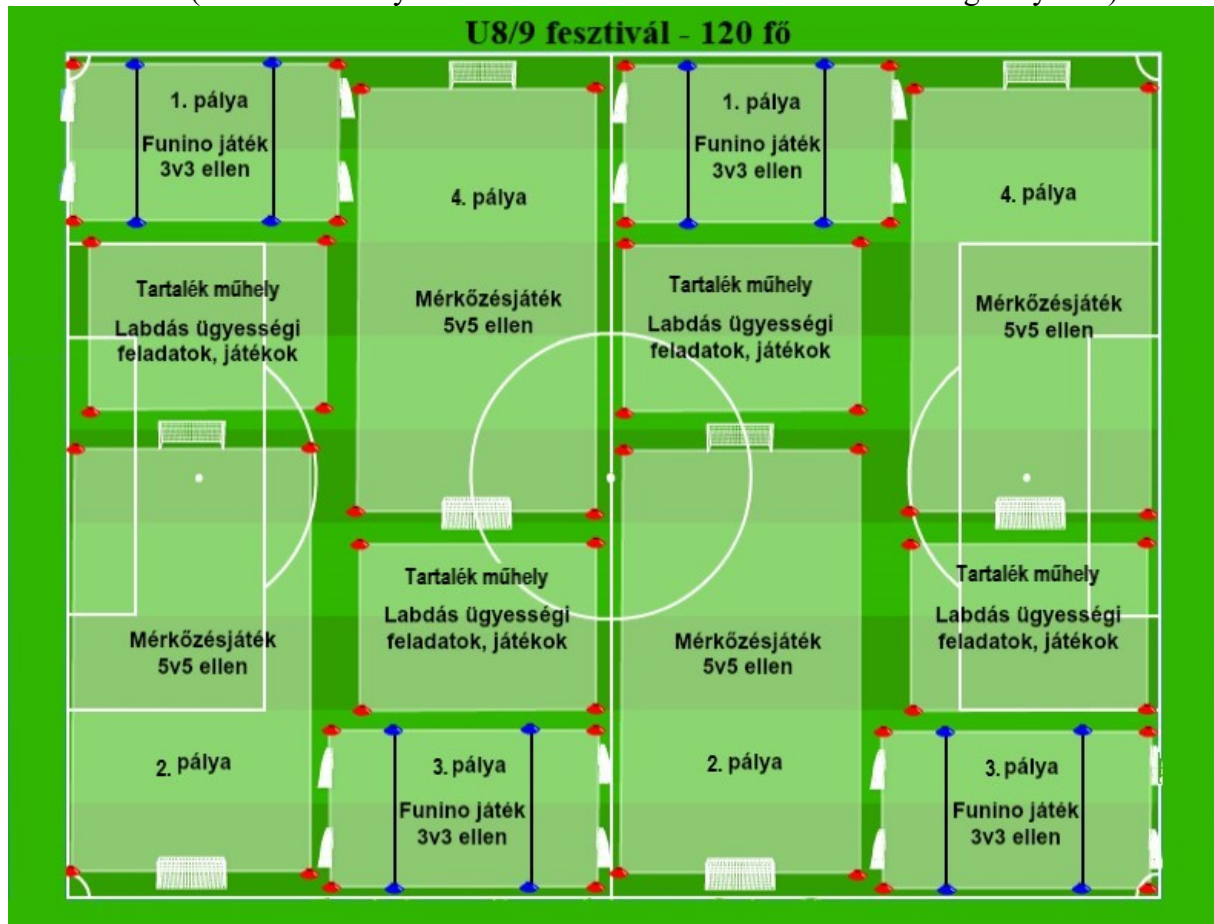 U8/9 fesztivál - 120 fő
1. pálya
Funino játék
3v3 ellen
4. pálya
Mérkőzésjáték
5v5 ellen
1. pálya
Funino játék
3v3 ellen
4. pálya
Mérkőzésjáték
5v5 ellen
Tartalék műhely
Labdás ügyességi
feladatok, játékok
Tartalék műhely
Labdás ügyességi
feladatok, játékok
Mérkőzésjáték
5v5 ellen
2. pálya
Tartalék műhely
Labdás ügyességi
feladatok, játékok
3. pálya
Funino játék
3v3 ellen
Mérkőzésjáték
5v5 ellen
2. pálya
Tartalék műhely
Labdás ügyességi
feladatok, játékok
3. pálya
Funino játék
3v3 ellen